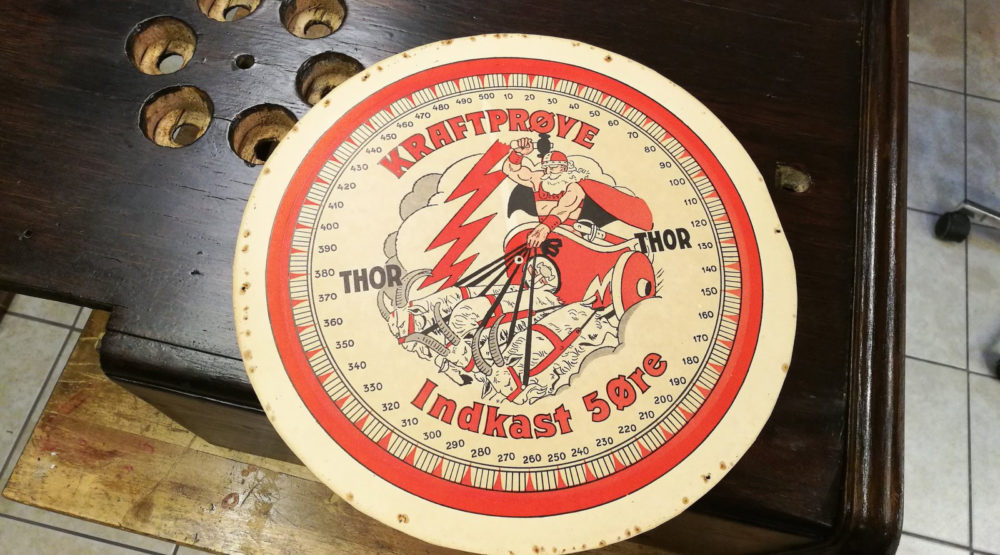 KRAFTPRØVE
THOR
THOR
Indkast 5Øre
10 20 30 40 50 60 70 80 90 100 110 120 130 140 150 160 170 180 190 200 210 220 230 240 250 260 270 280 290 300 310 320 330 340 350 360 370 380 390 400 410 420 430 440 450 460 470 480 490 500